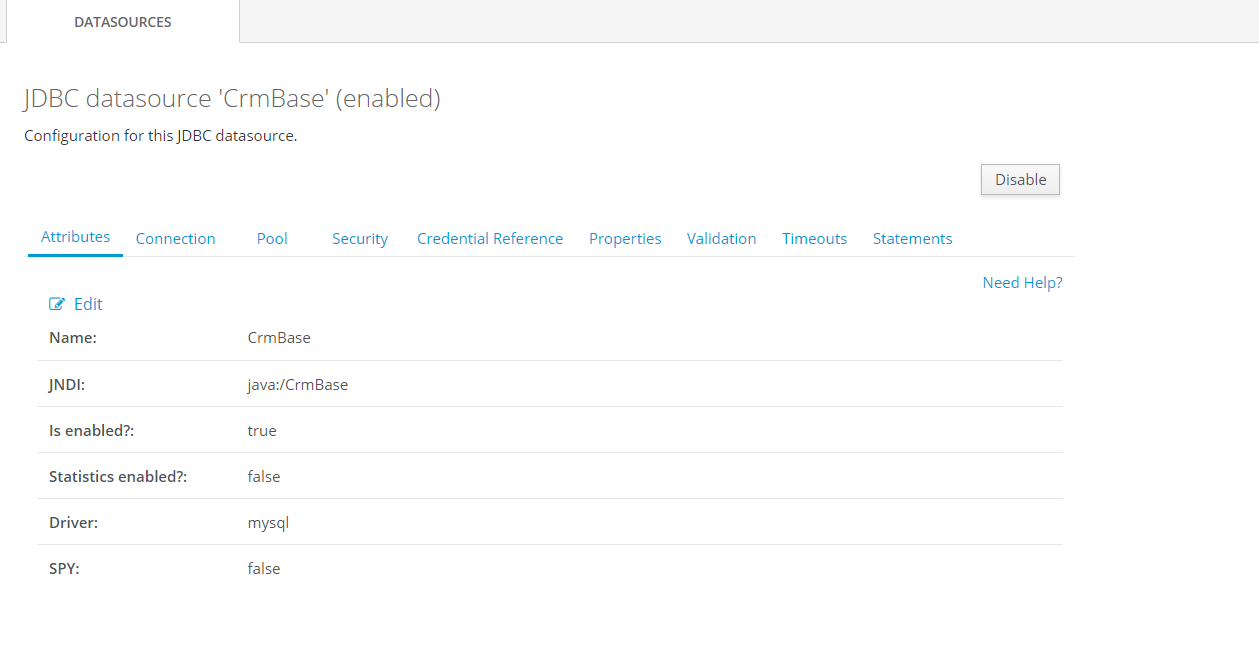 DATASOURCES
JDBC datasource 'CrmBase' (enabled)
Configuration for this JDBC datasource.
Disable
Attributes Connection Pool Security Credential Reference Properties Validation Timeouts Statements
Need Help?
Edit
Name: CrmBase
JNDI: java:/CrmBase
Is enabled?: true
Statistics enabled?: false
Driver: mysql
SPY: false